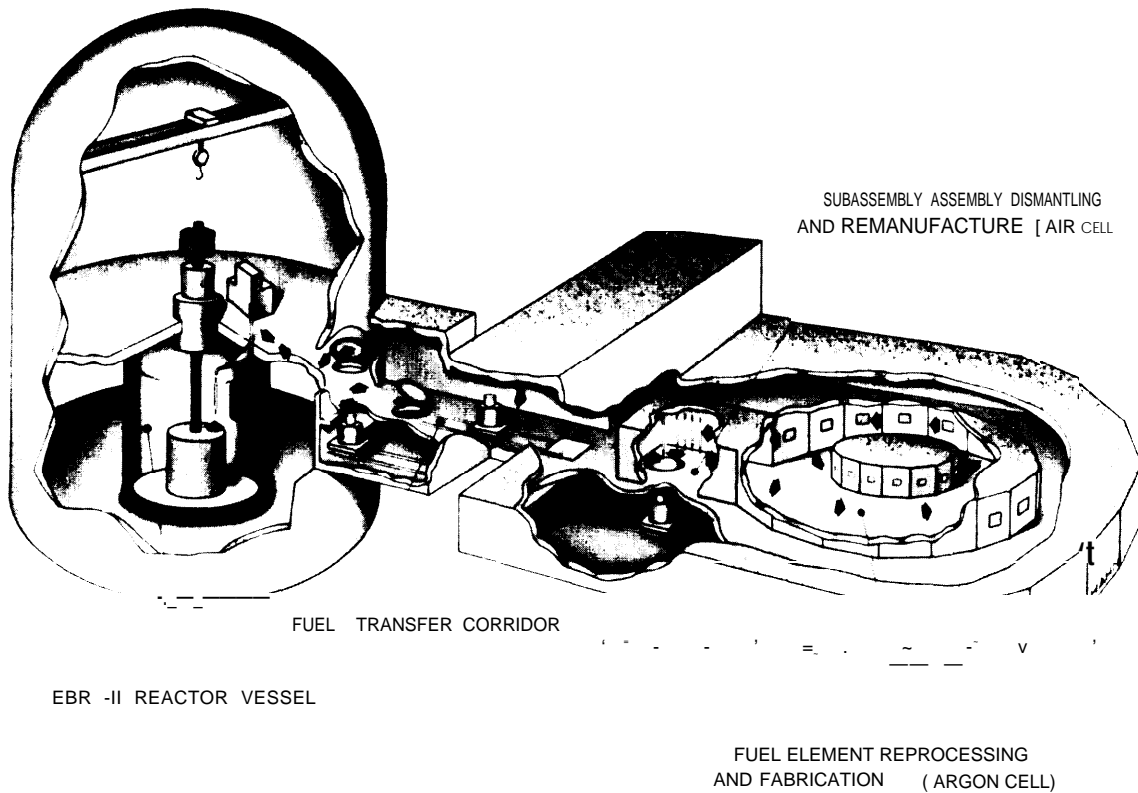 SUBASSEMBLY ASSEMBLY DISMANTLING
AND REMANUFACTURE [ AIR CELL
FUEL TRANSFER CORRIDOR
EBR -II REACTOR VESSEL
FUEL ELEMENT REPROCESSING
AND FABRICATION ( ARGON CELL)